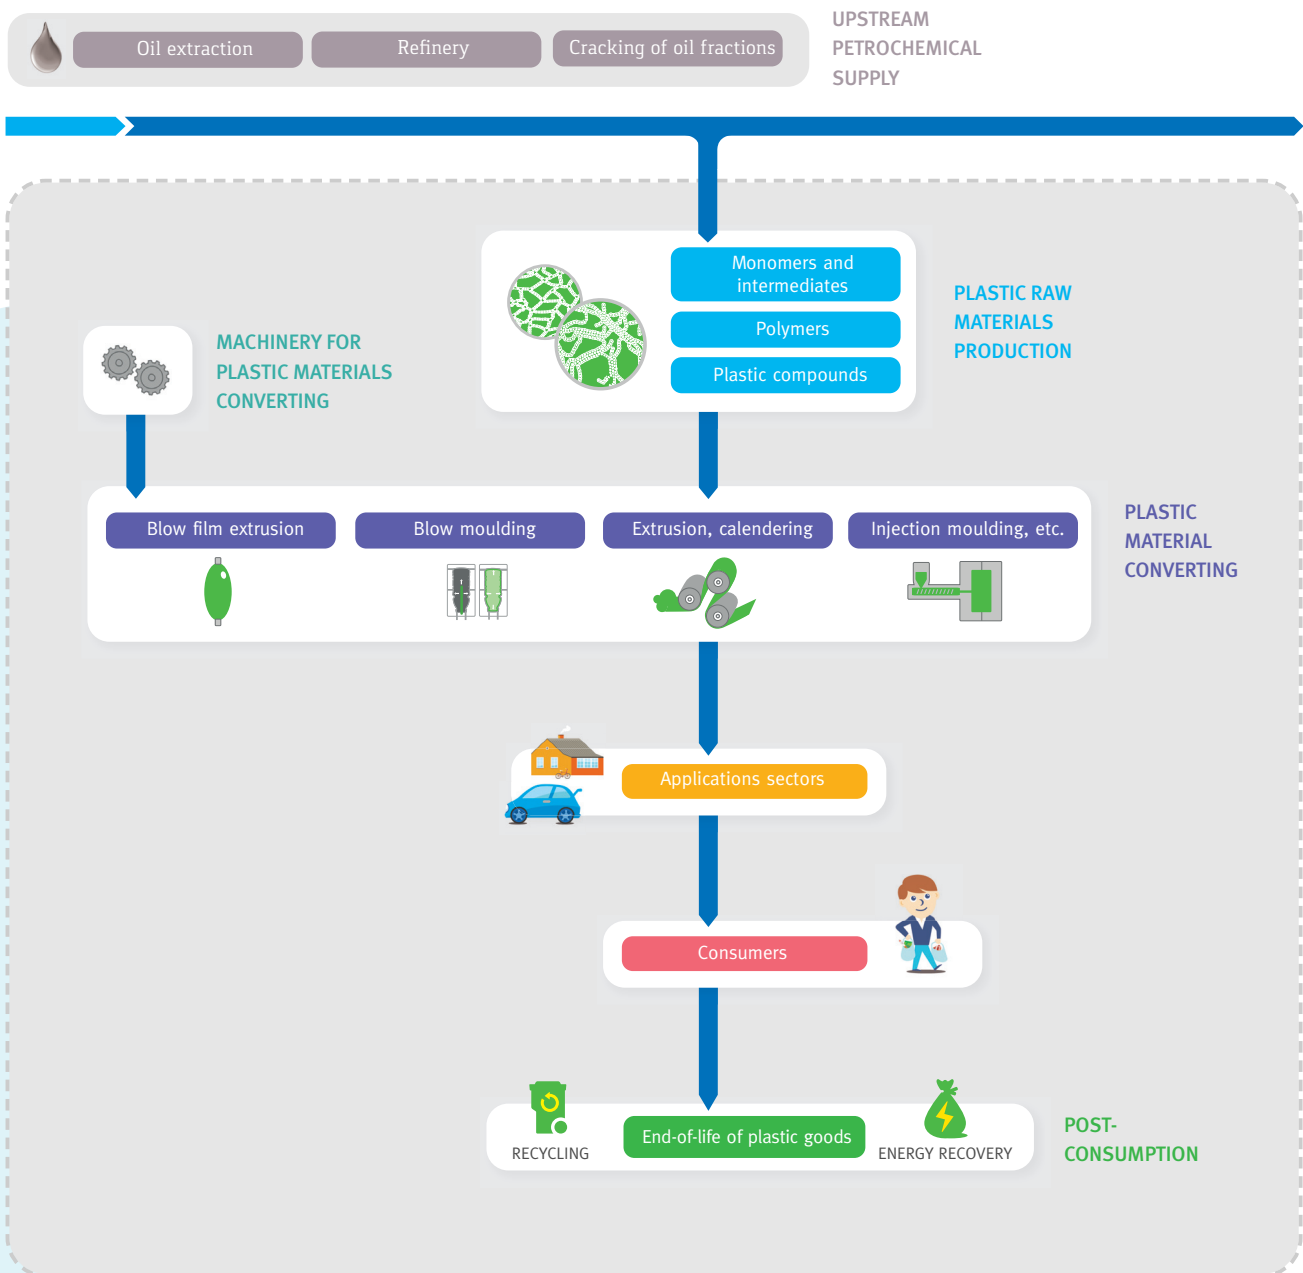 Oil extraction
Refinery
Cracking of oil fractions
UPSTREAM
PETROCHEMICAL
SUPPLY
Monomers and
intermediates
Polymers
Plastic compounds
PLASTIC RAW
MATERIALS
PRODUCTION
MACHINERY FOR
PLASTIC MATERIALS
CONVERTING
Blow film extrusion
Blow moulding
Extrusion, calendering
Injection moulding, etc.
PLASTIC
MATERIAL
CONVERTING
Applications sectors
Consumers
RECYCLING
End-of-life of plastic goods
ENERGY RECOVERY
POST-
CONSUMPTION